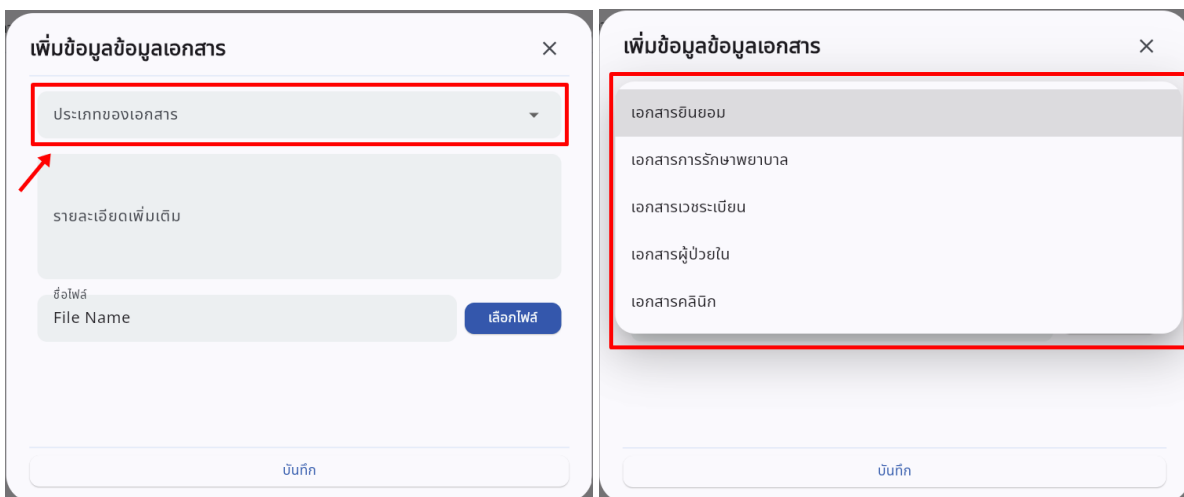 เพิ่มข้อมูลข้อมูลเอกสาร
ประเภทของเอกสาร
รายละเอียดเพิ่มเติม
ชื่อไฟล์
File Name
เลือกไฟล์
บันทึก
เพิ่มข้อมูลข้อมูลเอกสาร
เอกสารยินยอม
เอกสารการรักษาพยาบาล
เอกสารเวชระเบียน
เอกสารผู้ป่วยใน
เอกสารคลินิก
บันทึก